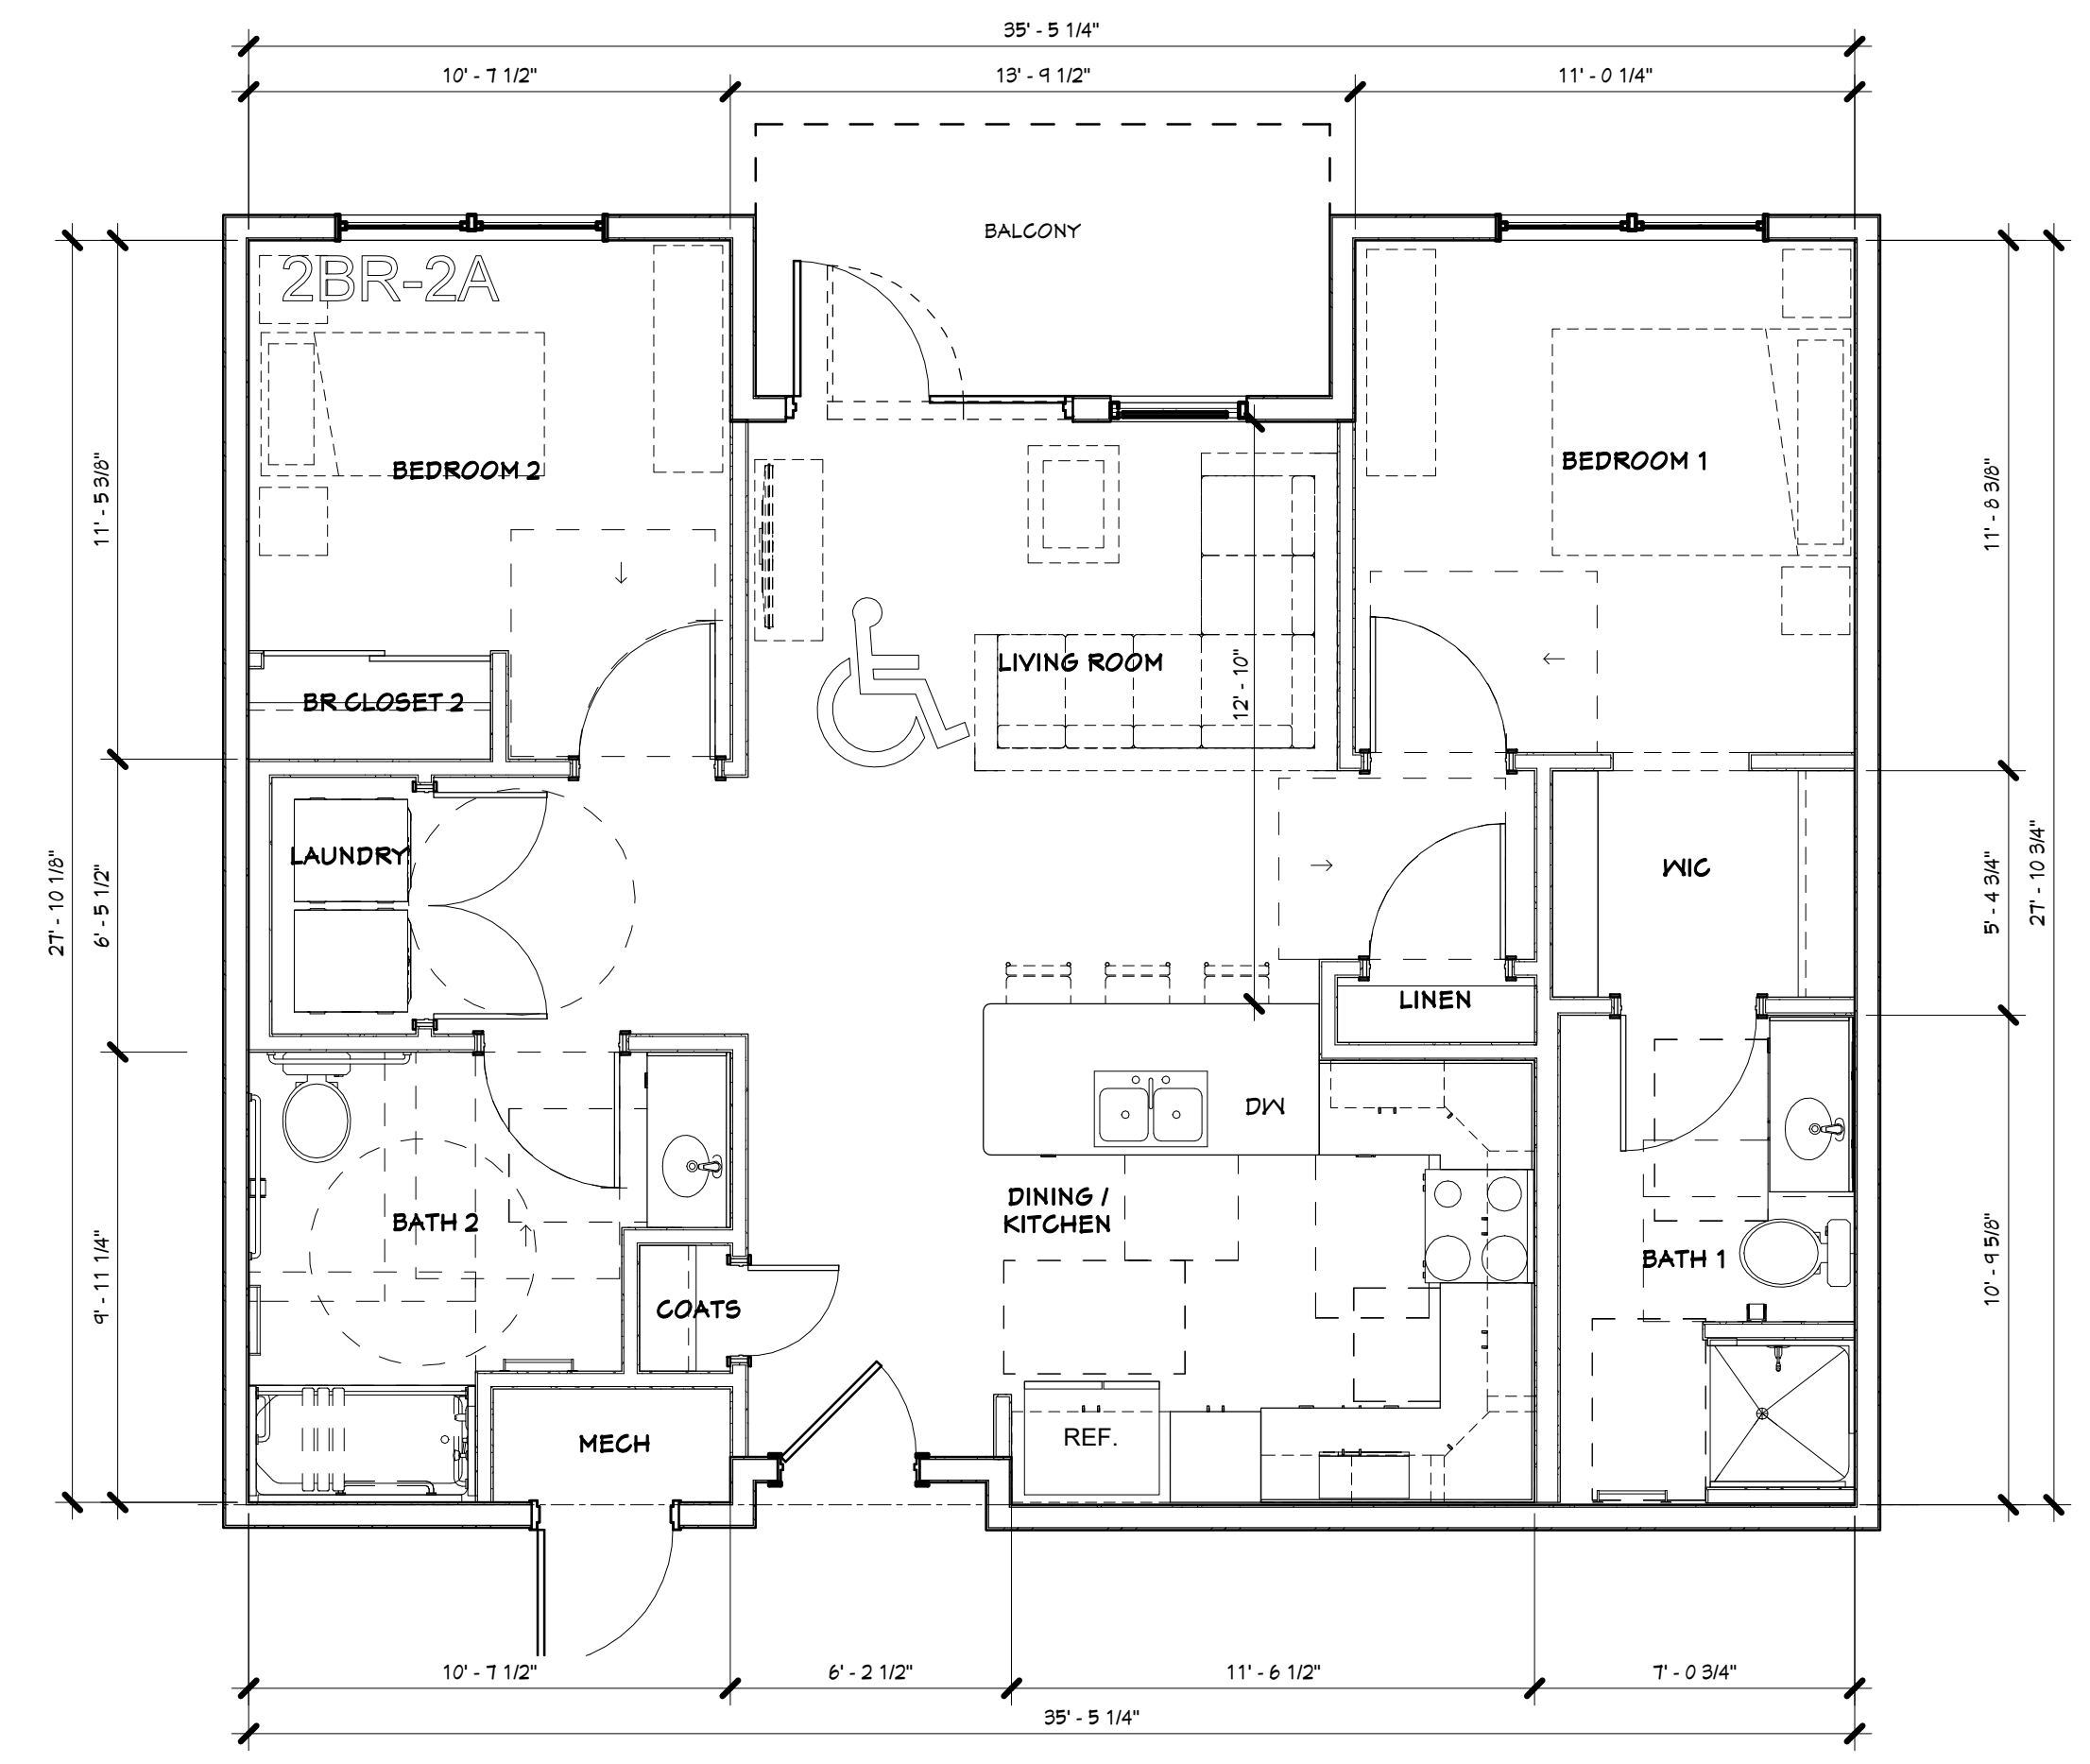 35' - 5 1/4"
10' - 7 1/2"
13' - 9 1/2"
11' - 0 1/4"
BALCONY
2BR-2A
BEDROOM 2
BEDROOM 1
11' - 5 3/8"
11' - 8 3/8"
LIVING ROOM
12' - 10"
BR CLOSET 2
LAUNDRY
WIC
27' - 10 1/8"
6' - 5 1/2"
5' - 4 3/4"
27' - 10 3/4"
LINEN
DW
DINING /
KITCHEN
BATH 2
BATH 1
9' - 11 1/4"
10' - 9 5/8"
COATS
MECH
REF.
10' - 7 1/2"
6' - 2 1/2"
11' - 6 1/2"
7' - 0 3/4"
35' - 5 1/4"